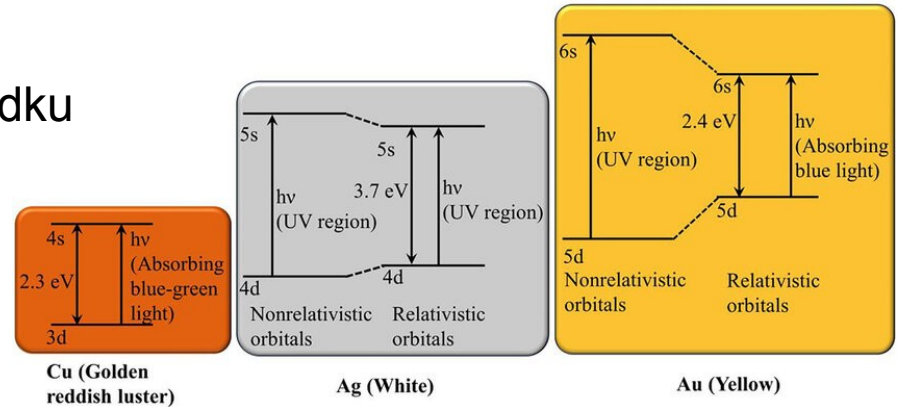 dku
4s
2.3 eV
hν
(Absorbing
blue-green
light)
3d
Cu (Golden
reddish luster)
5s
5s
hν
(UV region)
3.7 eV
hν
(UV region)
4d
4d
Nonrelativistic
orbitals
Relativistic
orbitals
Ag (White)
6s
6s
hν
(UV region)
2.4 eV
hν
(Absorbing
blue light)
5d
5d
Nonrelativistic
orbitals
Relativistic
orbitals
Au (Yellow)